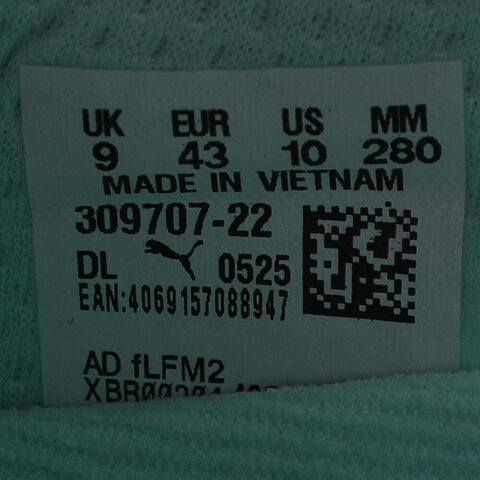 UK EUR US MM
9 43 10 280
MADE IN VIETNAM
309707-22
DL 0525
EAN:4069157088947
AD fLFM2